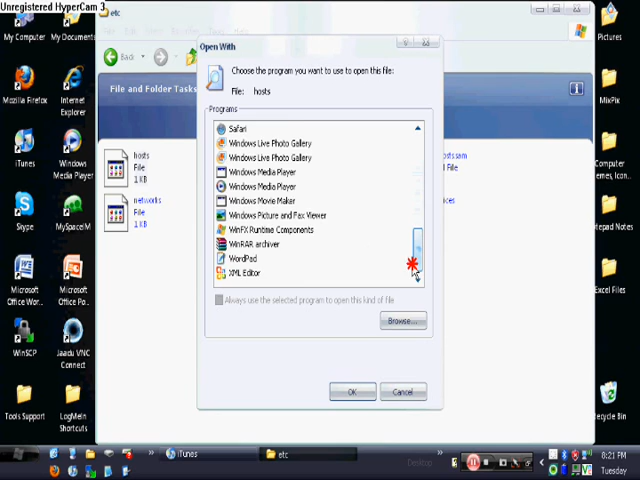 Unregistered HyperCam 3
etc
My Computer
My Documents
Back
Open With
Choose the program you want to use to open this file:
File: hosts
Programs
Safari
Windows Live Photo Gallery
Windows Live Photo Gallery
Windows Media Player
Windows Media Player
Windows Movie Maker
Windows Picture and Fax Viewer
WinFX Runtime Components
WinRAR archiver
WordPad
XML Editor
Always use the selected program to open this kind of file
Browse...
OK
Cancel
File and Folder Tasks
hosts
File
1 KB
networks
File
1 KB
File
Mozilla Firefox
Internet
Explorer
iTunes
Windows
Media Player
Skype
MySpaceIM
Microsoft
Office Wor...
Microsoft
Office Po...
WinSCP
Jaadu VNC
Connect
Tools Support
LogMeIn
Shortcuts
Pictures
MixPix
Computer
Themes, Icon...
Notepad Notes
Excel Files
Recycle Bin
iTunes
etc
Desktop
8:21 PM
Tuesday